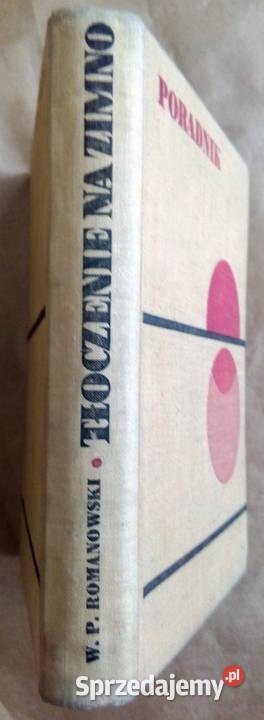 W. P. ROMANOWSKI • TŁOCZENIE NA ZIMNO
PORADNIK
Sprzedajemy.pl